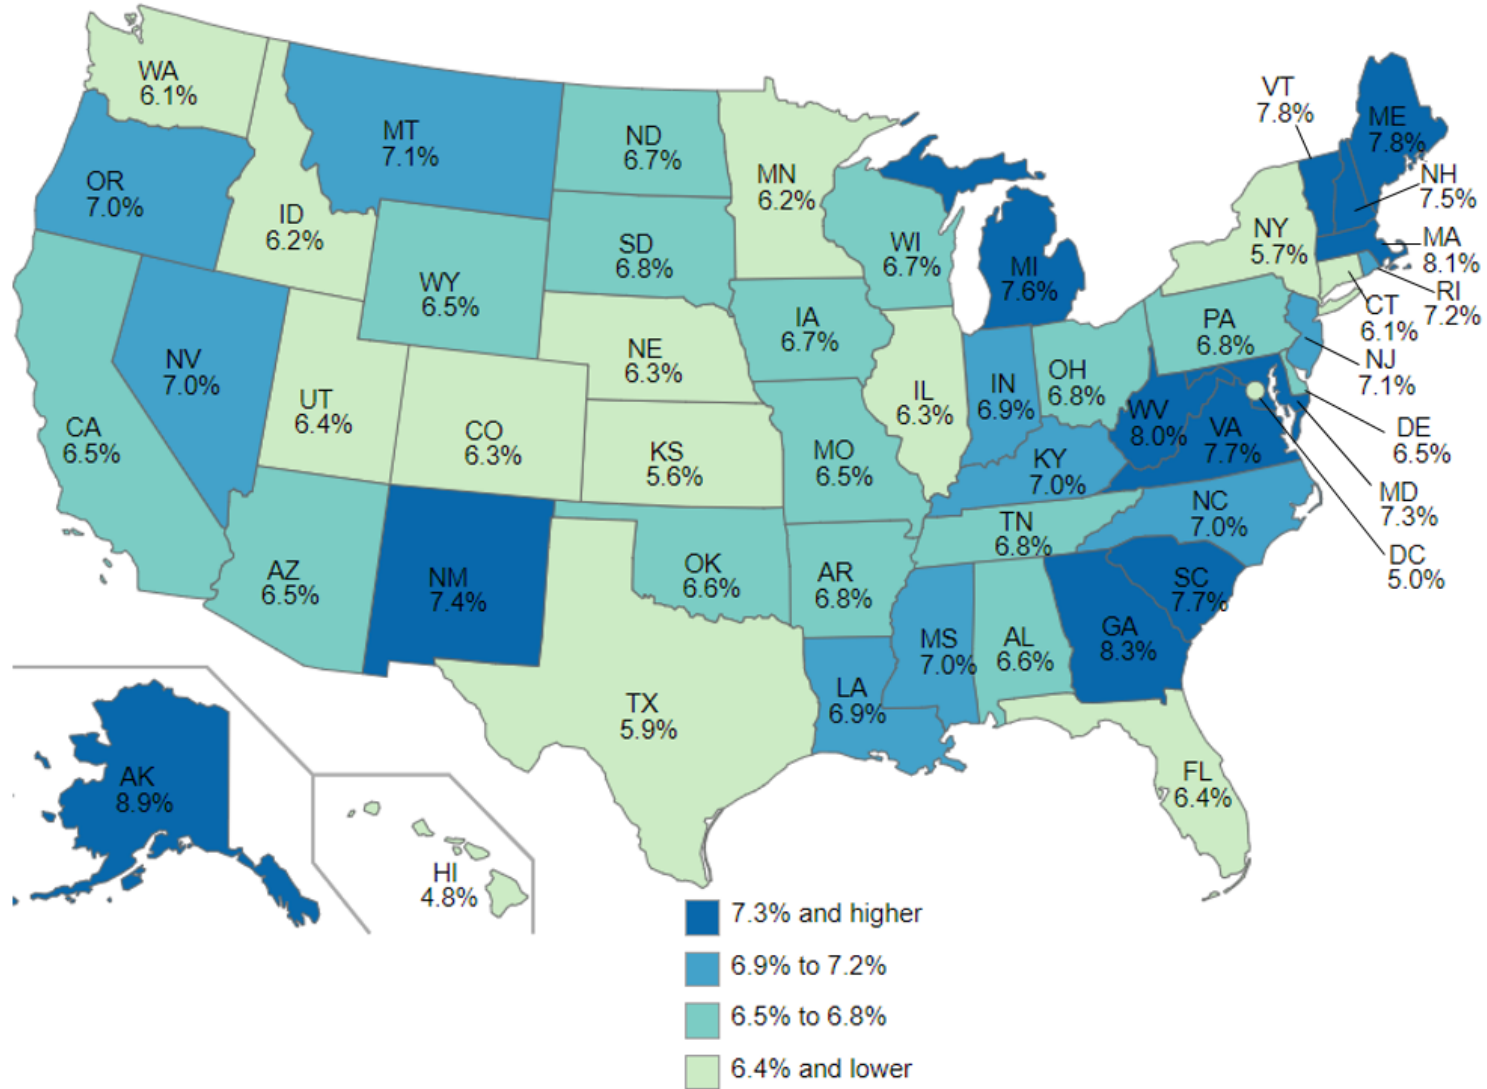 WA
6.1%
OR
7.0%
MT
7.1%
ID
6.2%
WY
6.5%
ND
6.7%
SD
6.8%
MN
6.2%
WI
6.7%
MI
7.6%
VT
7.8%
ME
7.8%
NH
7.5%
NY
5.7%
MA
8.1%
RI
7.2%
CT
6.1%
NJ
7.1%
PA
6.8%
DE
6.5%
MD
7.3%
DC
5.0%
CA
6.5%
NV
7.0%
UT
6.4%
CO
6.3%
NE
6.3%
KS
5.6%
IA
6.7%
MO
6.5%
IL
6.3%
IN
6.9%
OH
6.8%
WV
8.0%
VA
7.7%
KY
7.0%
NC
7.0%
TN
6.8%
AZ
6.5%
NM
7.4%
OK
6.6%
AR
6.8%
SC
7.7%
GA
8.3%
MS
7.0%
AL
6.6%
LA
6.9%
TX
5.9%
FL
6.4%
AK
8.9%
HI
4.8%
7.3% and higher
6.9% to 7.2%
6.5% to 6.8%
6.4% and lower